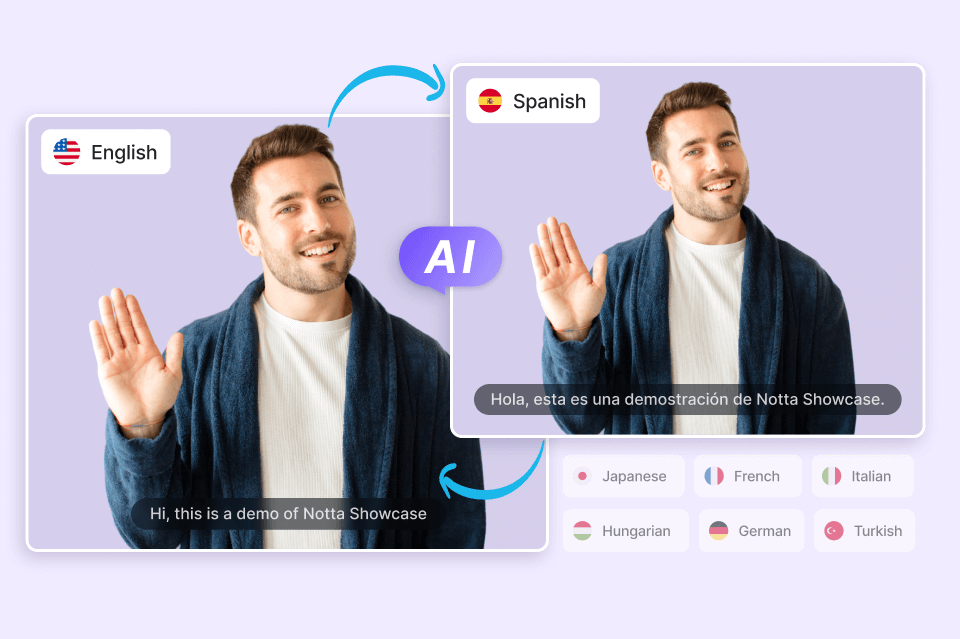 English
Spanish
AI
Hola, esta es una demostración de Notta Showcase.
Hi, this is a demo of Notta Showcase
Japanese
French
Italian
Hungarian
German
Turkish